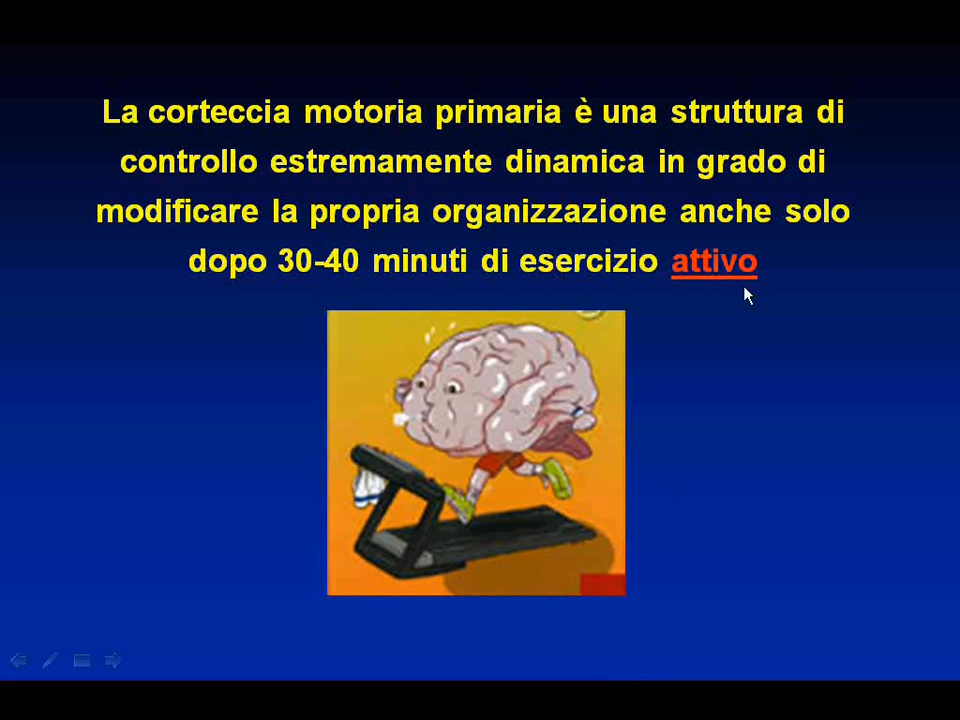 La corteccia motoria primaria è una struttura di
controllo estremamente dinamica in grado di
modificare la propria organizzazione anche solo
dopo 30-40 minuti di esercizio attivo